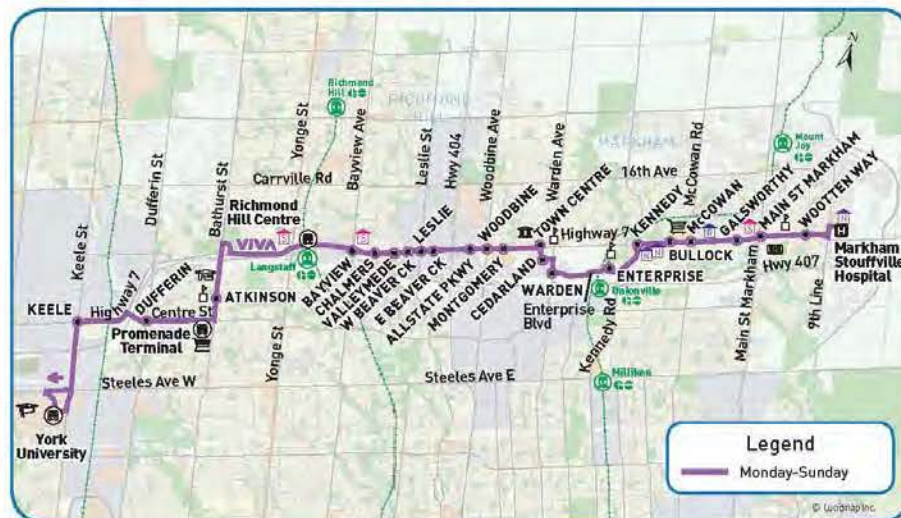 Richmond
Hill
RICHMOND
HILL
Yonge St
Bayview Ave
Leslie St
Hwy 404
Woodbine Ave
Warden Ave
MARKHAM
McCowan Rd
Mount
Joy
16th Ave
Keele St
Dufferin St
Bathurst St
Carrville Rd
Richmond
Hill Centre
VIVA
Langstaff
Highway 7
DUFFERIN
Centre St
KEELE
Promenade
Terminal
ATKINSON
Yonge St
BAYVIEW
CHALMERS
VALLEYMEDE
W BEAVER CK
LESLIE
E BEAVER CK
ALLSTATE PKWY
WOODBINE
MONTGOMERY
CEDARLAND
TOWN CENTRE
Highway 7
WARDEN
Enterprise
Blvd
ENTERPRISE
Unionville
KENNEDY
Kennedy Rd
BULLOCK
McCOWAN
GALSWORTHY
Main St Markham
MAIN ST MARKHAM
Hwy 407
WOOTTEN WAY
9th Line
H
Markham
Stouffville
Hospital
Steeles Ave W
Steeles Ave E
Milliken
York
University
N
Legend
Monday-Sunday